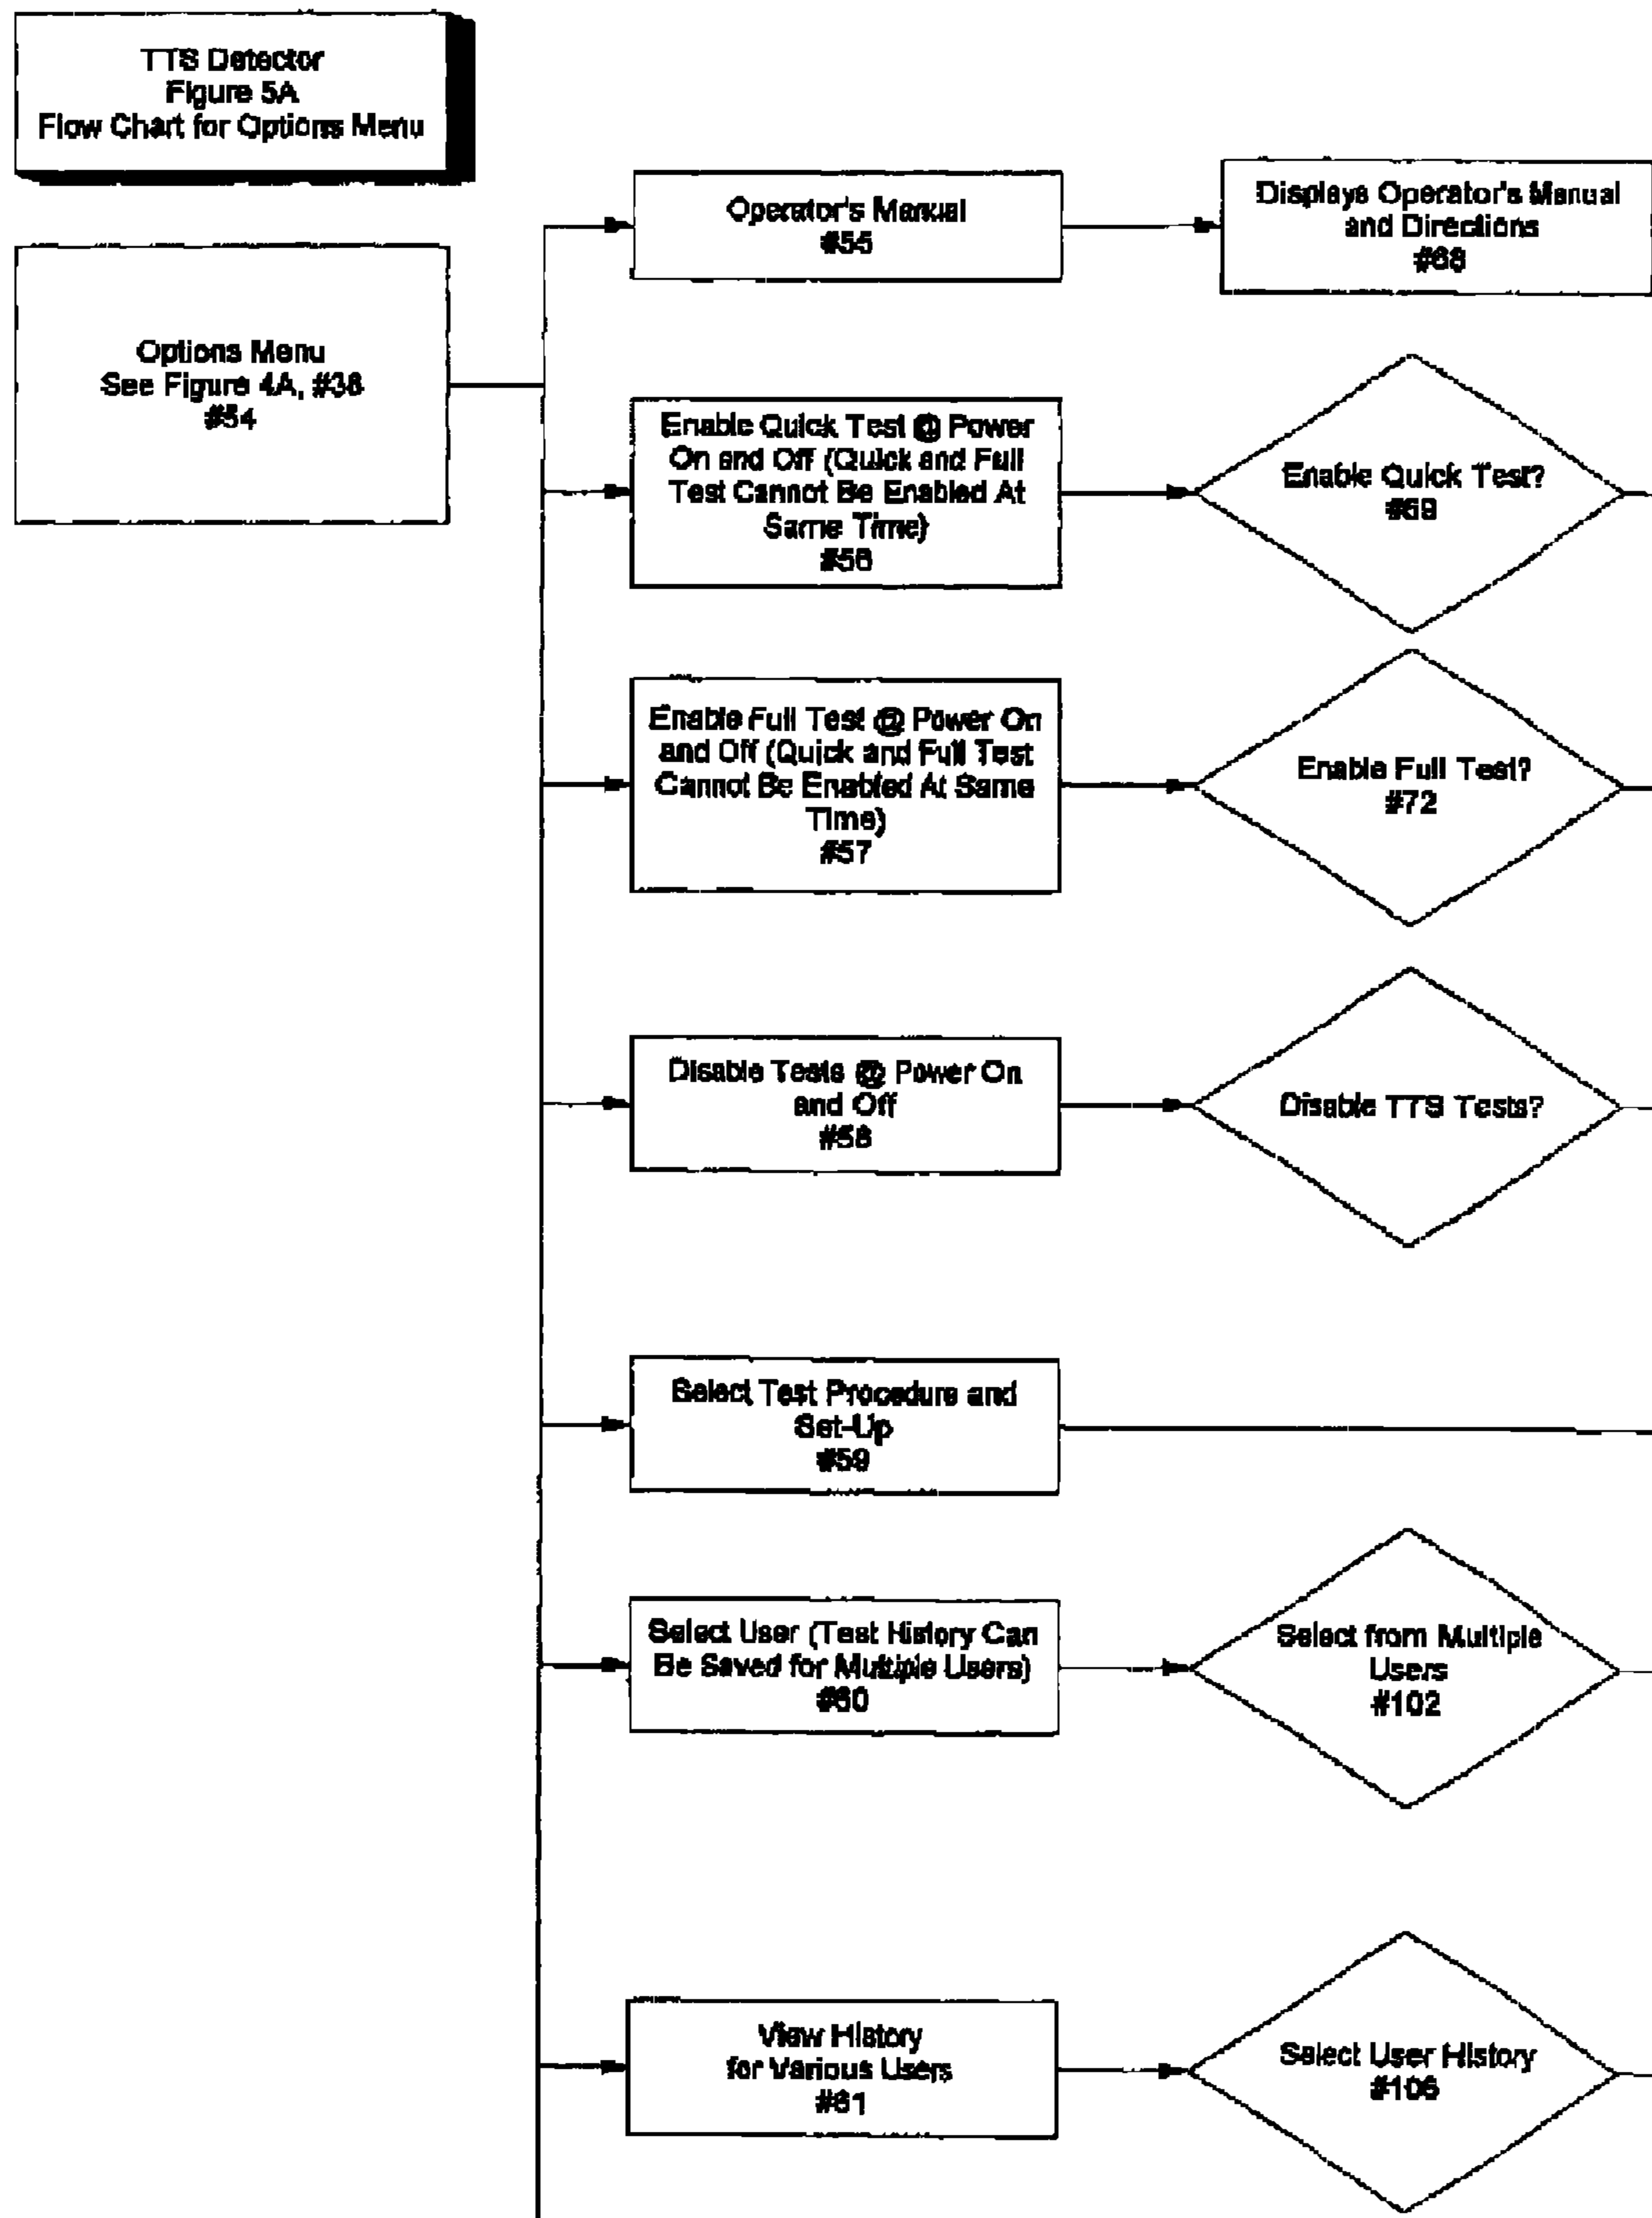 TTS Detector
Figure 5A
Flow Chart for Options Menu
Operator's Manual
#55
Displays Operator's Manual
and Directions
#68
Options Menu
See Figure 4A, #38
#54
Enable Quick Test @ Power
On and Off (Quick and Full
Test Cannot Be Enabled At
Same Time)
#56
Enable Quick Test?
#69
Enable Full Test @ Power On
and Off (Quick and Full Test
Cannot Be Enabled At Same
Time)
#57
Enable Full Test?
#72
Disable Tests @ Power On
and Off
#58
Disable TTS Tests?
Select Test Procedure and
Set-Up
#59
Select User (Test History Can
Be Saved for Multiple Users)
#60
Select from Multiple
Users
#102
View History
for Various Users
#61
Select User History